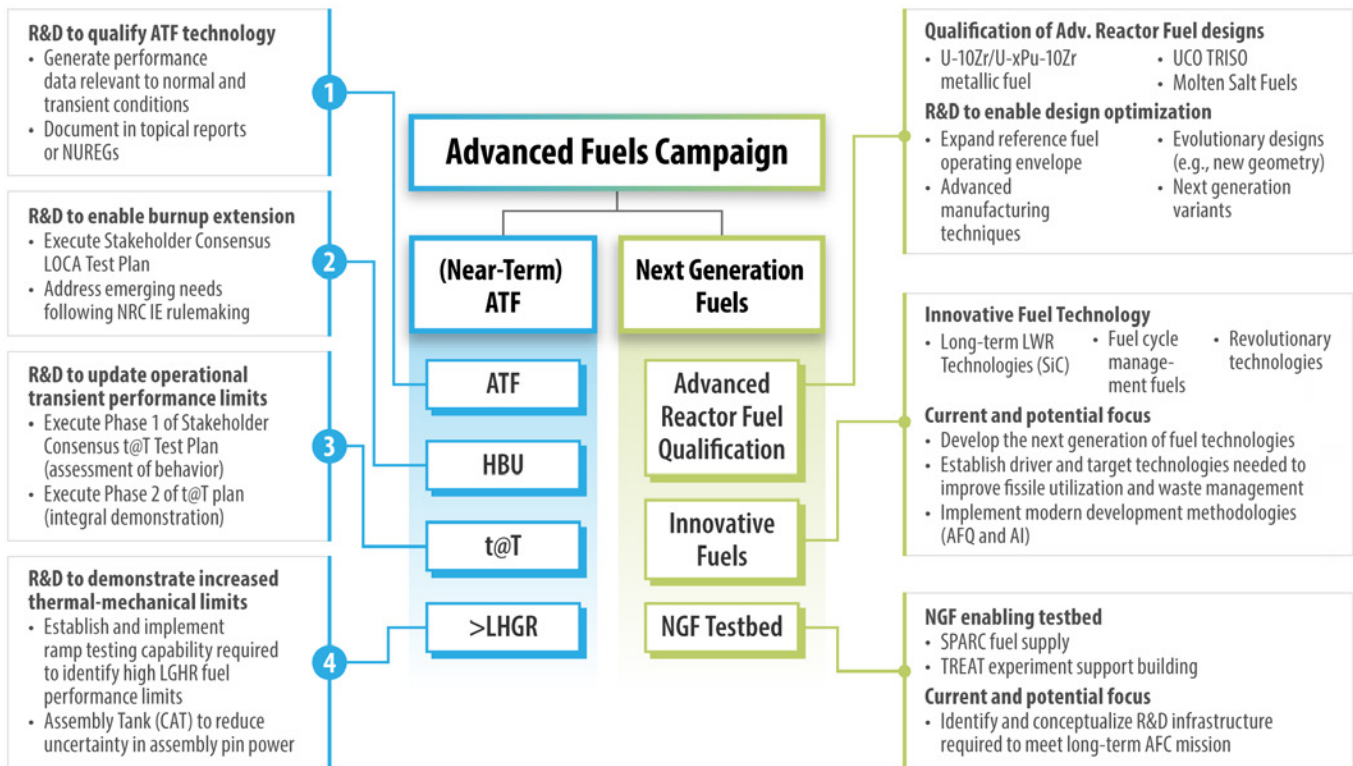 R&D to qualify ATF technology
• Generate performance
data relevant to normal and
transient conditions
• Document in topical reports
or NUREGs
1
R&D to enable burnup extension
• Execute Stakeholder Consensus
LOCA Test Plan
• Address emerging needs
following NRC IE rulemaking
2
R&D to update operational
transient performance limits
• Execute Phase 1 of Stakeholder
Consensus t@T Test Plan
(assessment of behavior)
• Execute Phase 2 of t@T plan
(integral demonstration)
3
R&D to demonstrate increased
thermal-mechanical limits
• Establish and implement
ramp testing capability required
to identify high LGHR fuel
performance limits
• Assembly Tank (CAT) to reduce
uncertainty in assembly pin power
4
Advanced Fuels Campaign
(Near-Term)
ATF
ATF
HBU
t@T
>LHGR
Next Generation
Fuels
Advanced
Reactor Fuel
Qualification
Innovative
Fuels
NGF Testbed
Qualification of Adv. Reactor Fuel designs
• U-10Zr/U-xPu-10Zr
metallic fuel
• UCO TRISO
• Molten Salt Fuels
R&D to enable design optimization
• Expand reference fuel
operating envelope
• Advanced
manufacturing
techniques
• Evolutionary designs
(e.g., new geometry)
• Next generation
variants
Innovative Fuel Technology
• Long-term LWR
Technologies (SiC)
• Fuel cycle
manage-
ment fuels
• Revolutionary
technologies
Current and potential focus
• Develop the next generation of fuel technologies
• Establish driver and target technologies needed to
improve fissile utilization and waste management
• Implement modern development methodologies
(AFQ and AI)
NGF enabling testbed
• SPARC fuel supply
• TREAT experiment support building
Current and potential focus
• Identify and conceptualize R&D infrastructure
required to meet long-term AFC mission